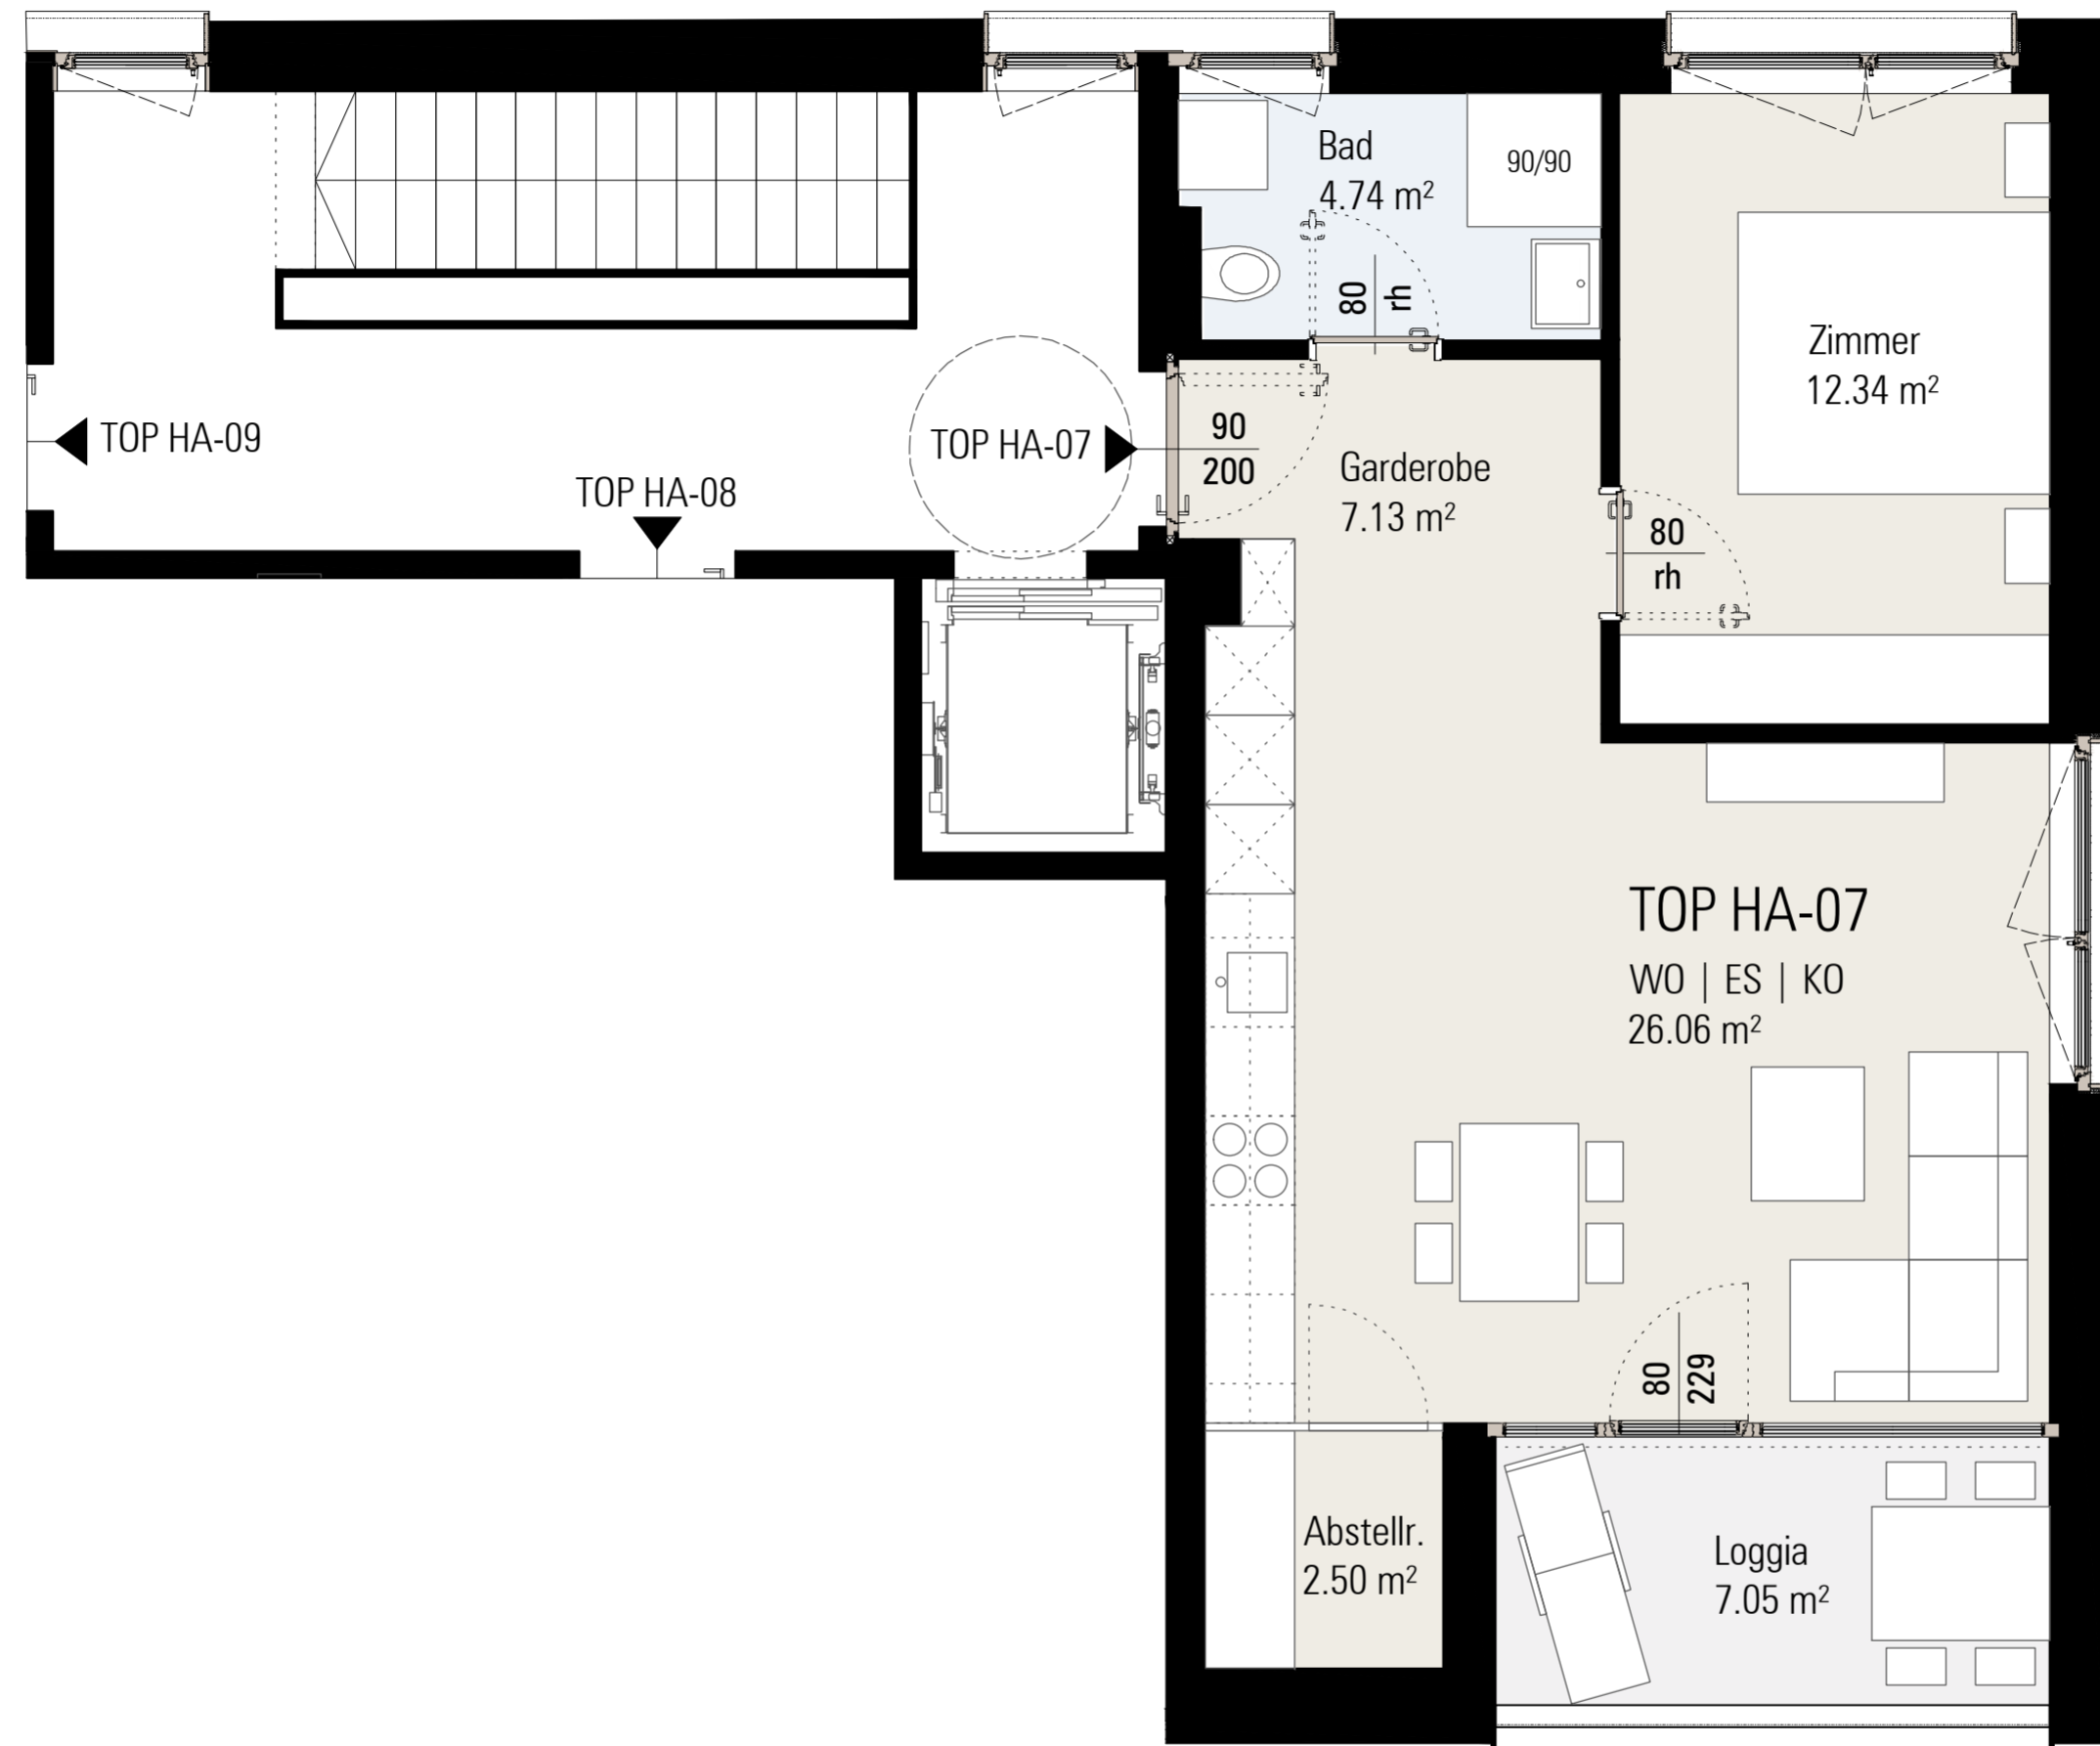 Bad
4.74 m²
90/90
80
rh
Zimmer
12.34 m²
TOP HA-09
TOP HA-08
TOP HA-07
90
200
Garderobe
7.13 m²
80
rh
TOP HA-07
WO | ES | KO
26.06 m²
80
229
Abstellr.
2.50 m²
Loggia
7.05 m²